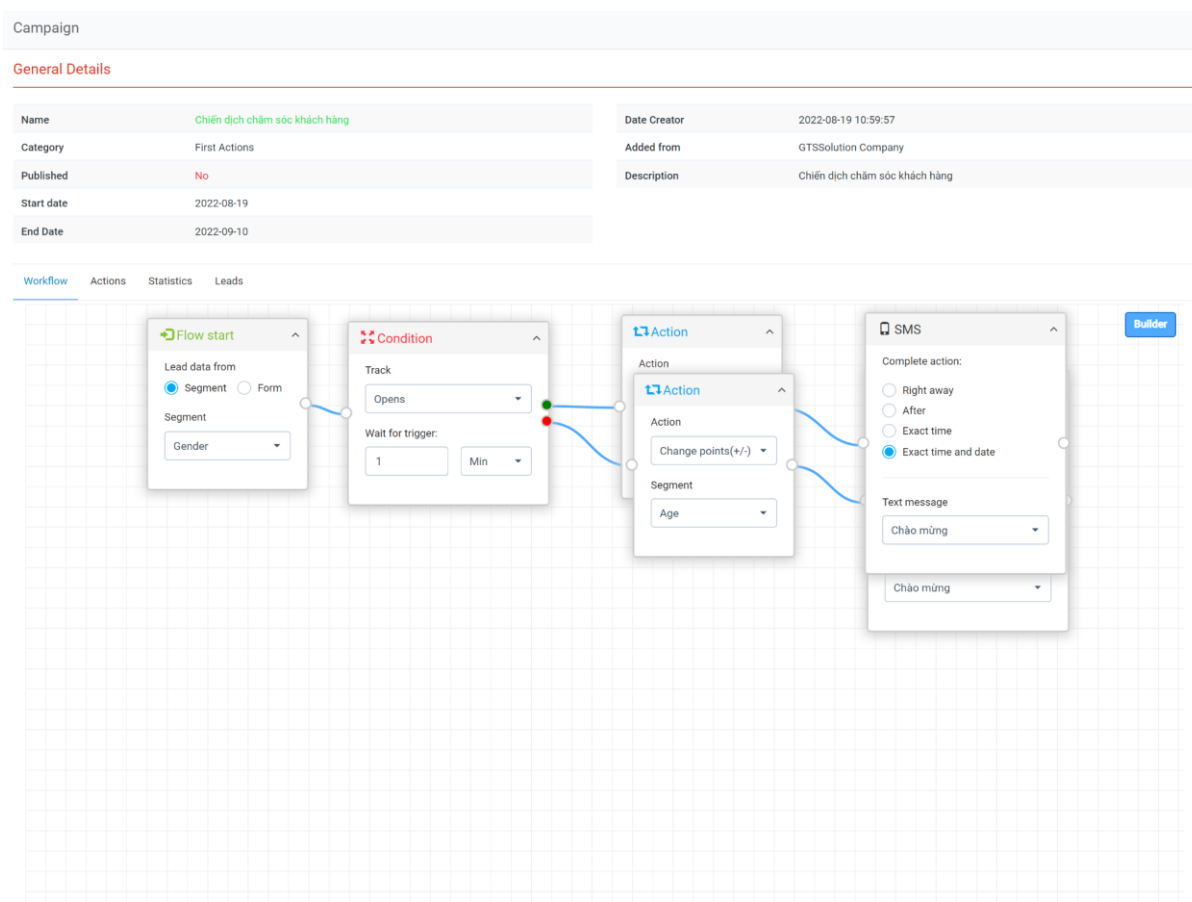 Campaign
General Details
Name Chiến dịch chăm sóc khách hàng
Date Creator 2022-08-19 10:59:57
Category First Actions
Added from GTSSolution Company
Published No
Description Chiến dịch chăm sóc khách hàng
Start date 2022-08-19
End Date 2022-09-10
Workflow Actions Statistics Leads
Builder
Flow start
Lead data from
Segment Form
Segment
Gender
Condition
Track
Opens
Wait for trigger:
1 Min
Action
Action
Action
Action
Change points(+/-)
Segment
Age
SMS
Complete action:
Right away
After
Exact time
Exact time and date
Text message
Chào mừng
Chào mừng